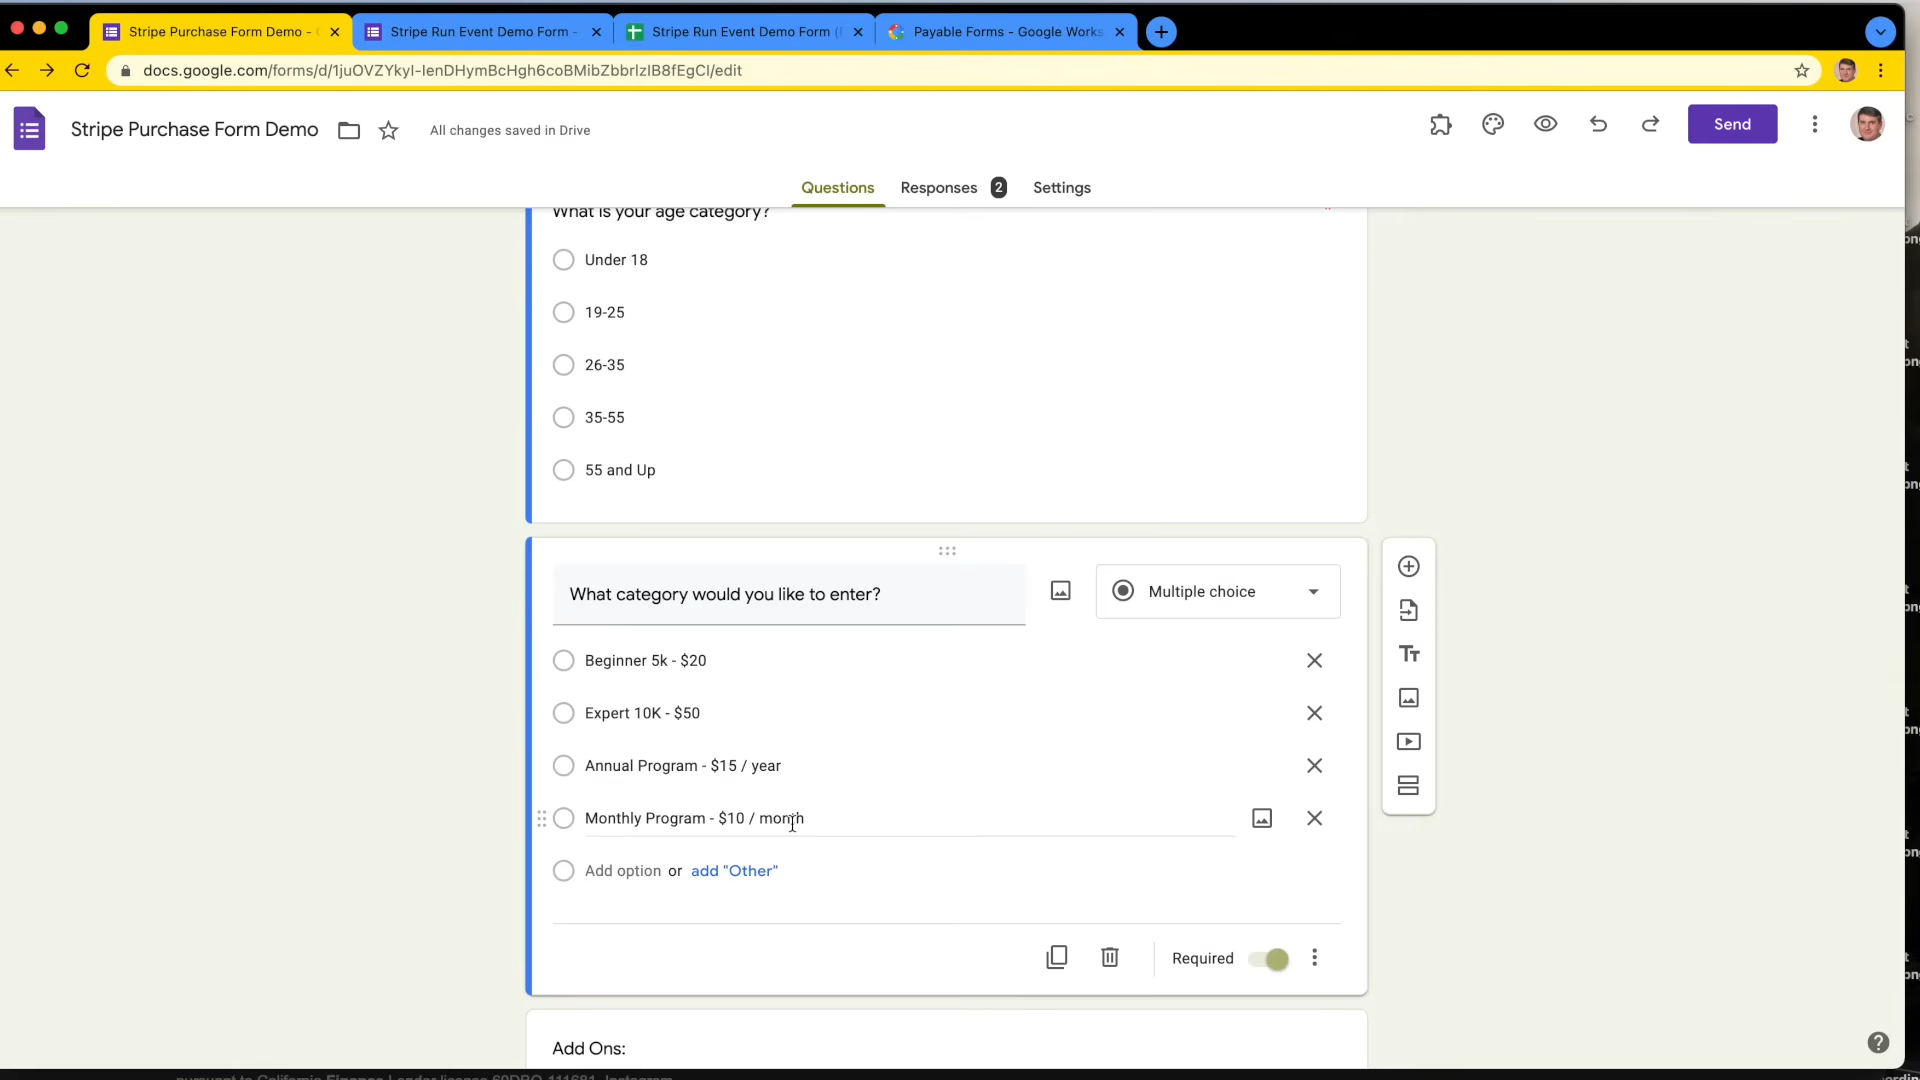 Stripe Purchase Form Demo -
Stripe Run Event Demo Form -
Stripe Run Event Demo Form (
Payable Forms - Google Works
docs.google.com/forms/d/1juOVZYkyI-IenDHymBcHgh6coBMibZbbrlzIB8fEgCI/edit
Stripe Purchase Form Demo
All changes saved in Drive
Send
Questions
Responses 2
Settings
What is your age category?
Under 18
19-25
26-35
35-55
55 and Up
What category would you like to enter?
Multiple choice
Beginner 5k - $20
Expert 10K - $50
Annual Program - $15 / year
Monthly Program - $10 / month
Add option or add "Other"
Required
Add Ons: